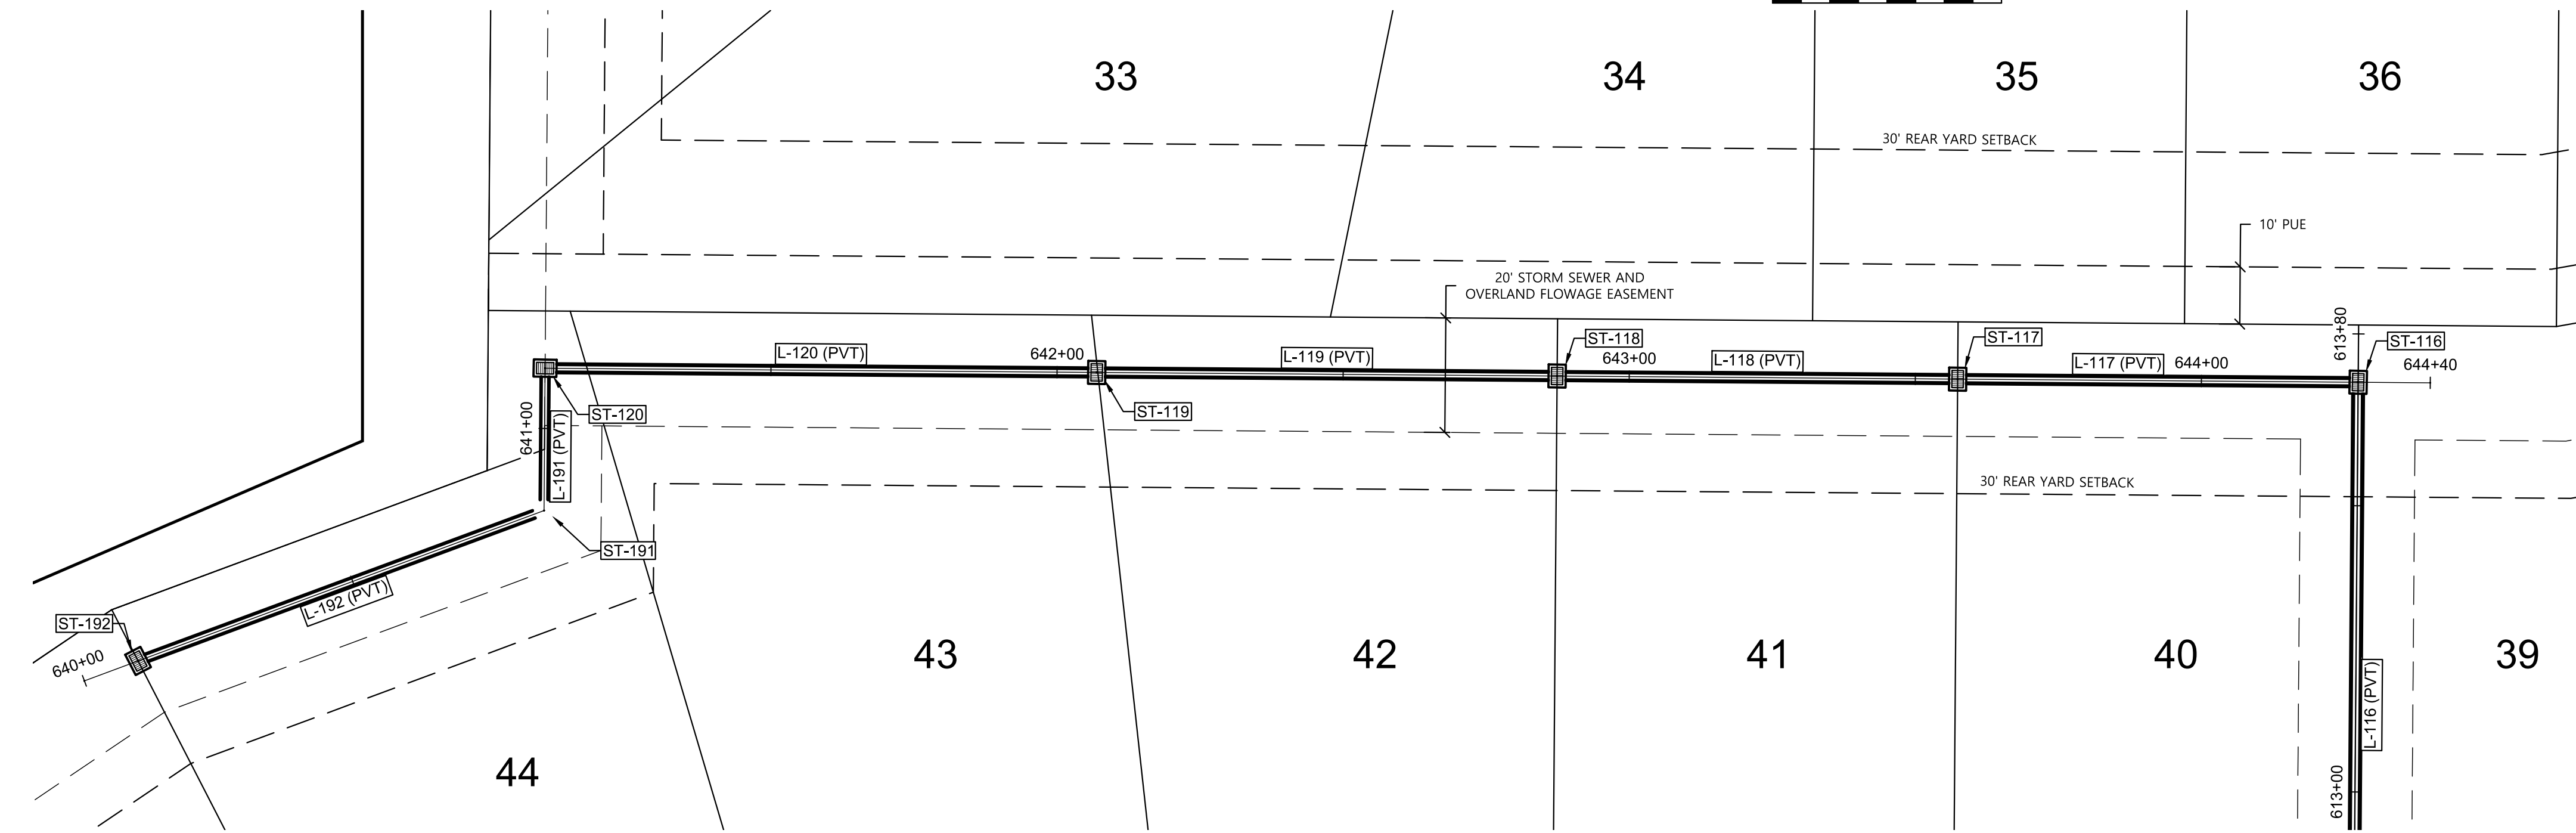 33
34
35
36
30' REAR YARD SETBACK
10' PUE
20' STORM SEWER AND
OVERLAND FLOWAGE EASEMENT
613+80
ST-118
ST-117
ST-116
L-120 (PVT)
642+00
L-119 (PVT)
643+00
L-118 (PVT)
L-117 (PVT)
644+00
644+40
ST-120
ST-119
641+00
L-191 (PVT)
30' REAR YARD SETBACK
ST-191
L-192 (PVT)
ST-192
640+00
43
42
41
40
39
L-116 (PVT)
44
613+00